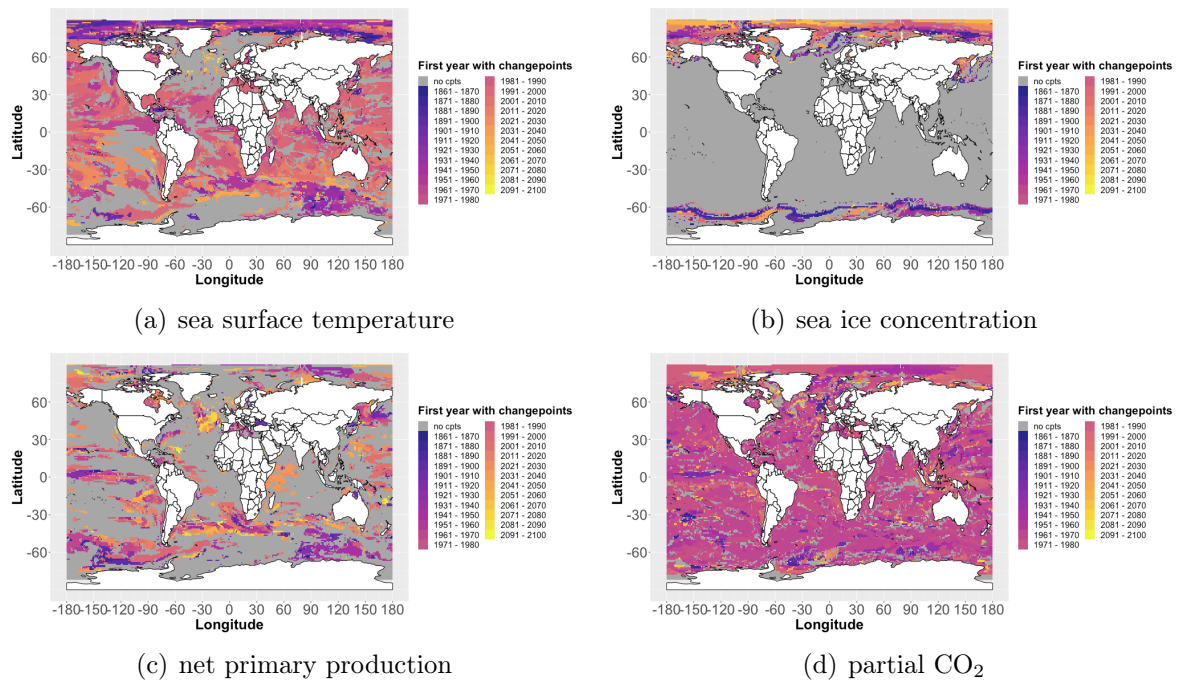 60
30
0
-30
-60
Latitude
-180-150-120 -90 -60 -30 0 30 60 90 120 150 180
Longitude
First year with changepoints
no cpts
1861 - 1870
1871 - 1880
1881 - 1890
1891 - 1900
1901 - 1910
1911 - 1920
1921 - 1930
1931 - 1940
1941 - 1950
1951 - 1960
1961 - 1970
1971 - 1980
1981 - 1990
1991 - 2000
2001 - 2010
2011 - 2020
2021 - 2030
2031 - 2040
2041 - 2050
2051 - 2060
2061 - 2070
2071 - 2080
2081 - 2090
2091 - 2100
(a) sea surface temperature
60
30
0
-30
-60
Latitude
-180-150-120 -90 -60 -30 0 30 60 90 120 150 180
Longitude
First year with changepoints
no cpts
1861 - 1870
1871 - 1880
1881 - 1890
1891 - 1900
1901 - 1910
1911 - 1920
1921 - 1930
1931 - 1940
1941 - 1950
1951 - 1960
1961 - 1970
1971 - 1980
1981 - 1990
1991 - 2000
2001 - 2010
2011 - 2020
2021 - 2030
2031 - 2040
2041 - 2050
2051 - 2060
2061 - 2070
2071 - 2080
2081 - 2090
2091 - 2100
(b) sea ice concentration
60
30
0
-30
-60
Latitude
-180-150-120 -90 -60 -30 0 30 60 90 120 150 180
Longitude
First year with changepoints
no cpts
1861 - 1870
1871 - 1880
1881 - 1890
1891 - 1900
1901 - 1910
1911 - 1920
1921 - 1930
1931 - 1940
1941 - 1950
1951 - 1960
1961 - 1970
1971 - 1980
1981 - 1990
1991 - 2000
2001 - 2010
2011 - 2020
2021 - 2030
2031 - 2040
2041 - 2050
2051 - 2060
2061 - 2070
2071 - 2080
2081 - 2090
2091 - 2100
(c) net primary production
60
30
0
-30
-60
Latitude
-180-150-120 -90 -60 -30 0 30 60 90 120 150 180
Longitude
First year with changepoints
no cpts
1861 - 1870
1871 - 1880
1881 - 1890
1891 - 1900
1901 - 1910
1911 - 1920
1921 - 1930
1931 - 1940
1941 - 1950
1951 - 1960
1961 - 1970
1971 - 1980
1981 - 1990
1991 - 2000
2001 - 2010
2011 - 2020
2021 - 2030
2031 - 2040
2041 - 2050
2051 - 2060
2061 - 2070
2071 - 2080
2081 - 2090
2091 - 2100
(d) partial CO₂